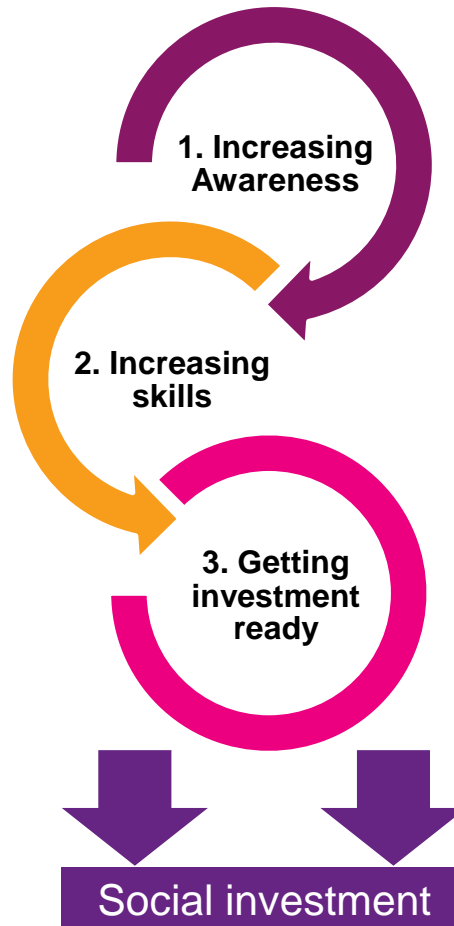 1. Increasing
Awareness
2. Increasing
skills
3. Getting
investment
ready
Social investment